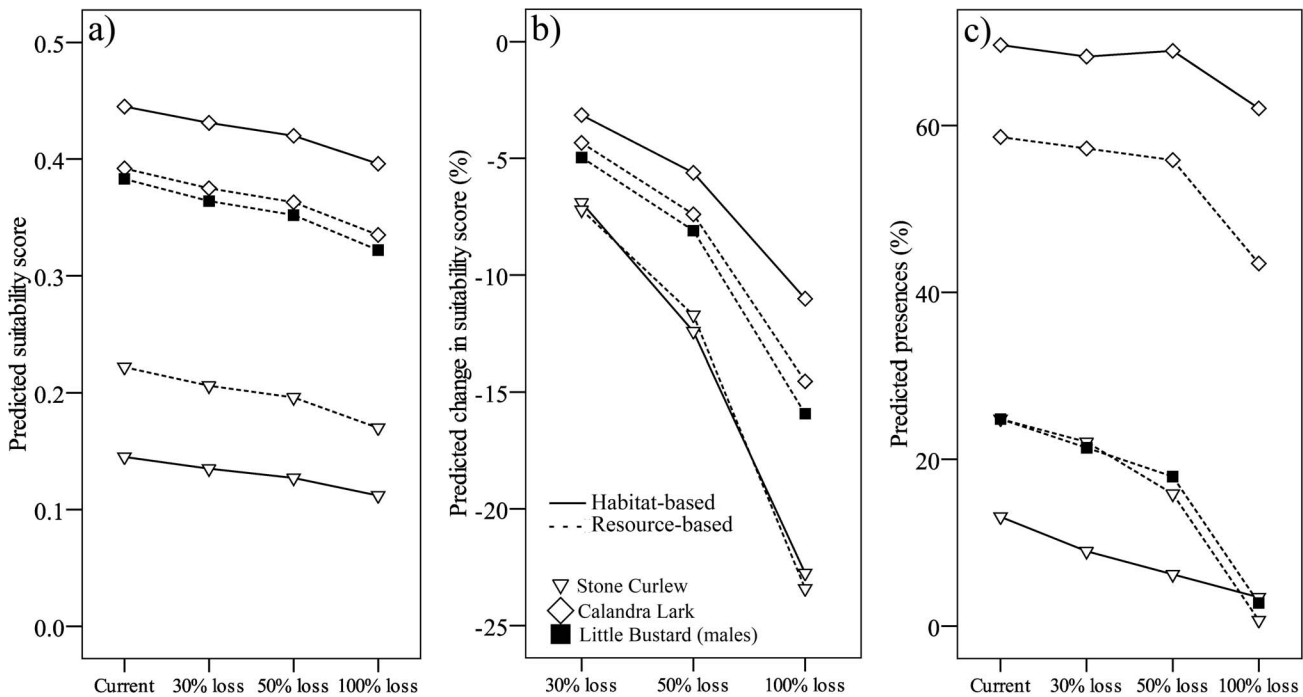 a)
Predicted suitability score
0.5
0.4
0.3
0.2
0.1
0.0
Current 30% loss 50% loss 100% loss
b)
Predicted change in suitability score (%)
0
-5
-10
-15
-20
-25
Habitat-based
Resource-based
Stone Curlew
Calandra Lark
Little Bustard (males)
30% loss 50% loss 100% loss
c)
Predicted presences (%)
60
40
20
0
Current 30% loss 50% loss 100% loss